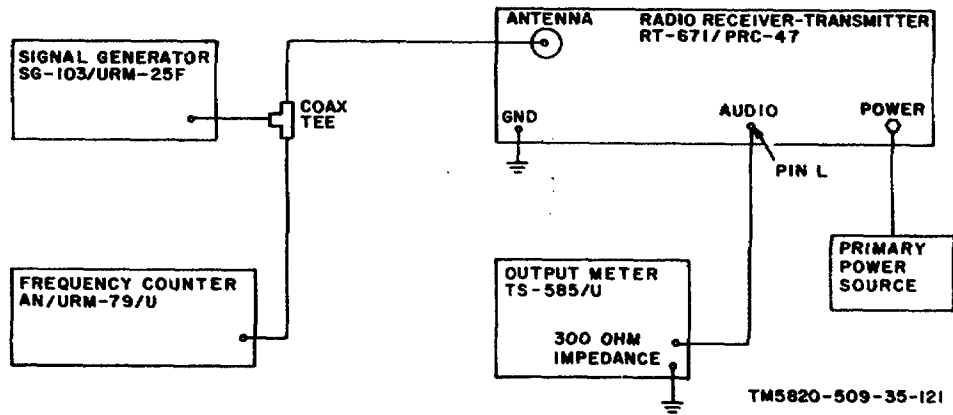 SIGNAL GENERATOR
SG-103/URM-25F
COAX
TEE
FREQUENCY COUNTER
AN/URM-79/U
ANTENNA
RADIO RECEIVER-TRANSMITTER
RT-671/PRC-47
GND
AUDIO
POWER
PIN L
OUTPUT METER
TS-585/U
300 OHM
IMPEDANCE
PRIMARY
POWER
SOURCE
TM5820-509-35-121